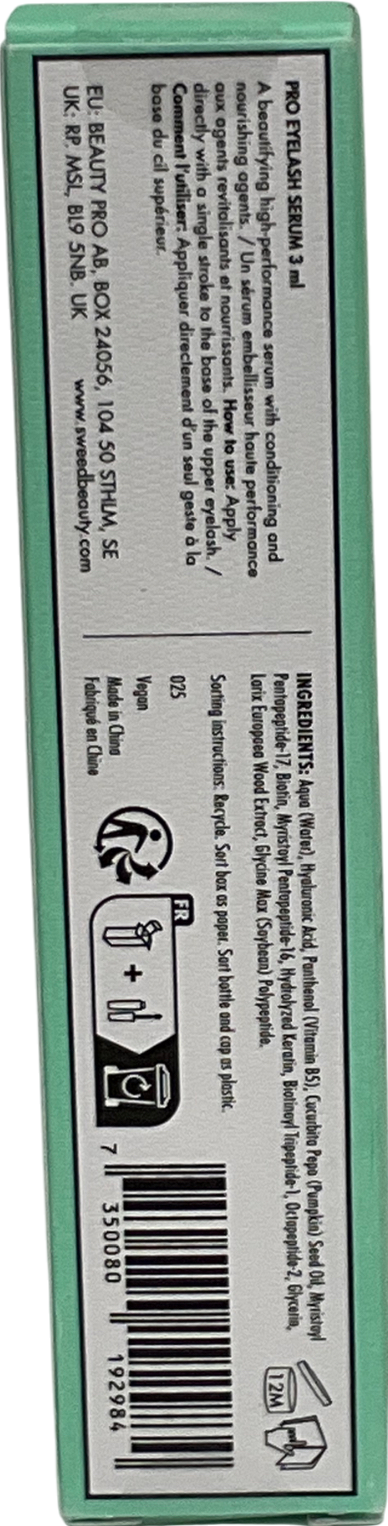 PRO EYELASH SERUM 3 ml
A beautifying high-performance serum with conditioning and
nourishing agents. / Un sérum embellisseur haute performance
aux agents revitalisants et nourrissants. How to use: Apply
directly with a single stroke to the base of the upper eyelash. /
Comment l'utiliser: Appliquer directement d'un seul geste à la
base du cil supérieur.
EU: BEAUTY PRO AB, BOX 24056, 104 50 STHLM, SE
UK: RP. MSL, BL9 5NB. UK www.sweedbeauty.com
INGREDIENTS: Aqua (Water), Hyaluronic Acid, Panthenol (Vitamin B5), Cucurbita Pepo (Pumpkin) Seed Oil, Myristoyl
Pentapeptide-17, Biotin, Myristoyl Pentapeptide-16, Hydrolyzed Keratin, Biotinoyl Tripeptide-1, Octapeptide-2, Glycerin,
Larix Europaea Wood Extract, Glycine Max (Soybean) Polypeptide.
Sorting instructions: Recycle. Sort box as paper. Sort bottle and cap as plastic.
025
Vegan
Made in China
Fabriqué en Chine
FR
12M
7 350080 192984